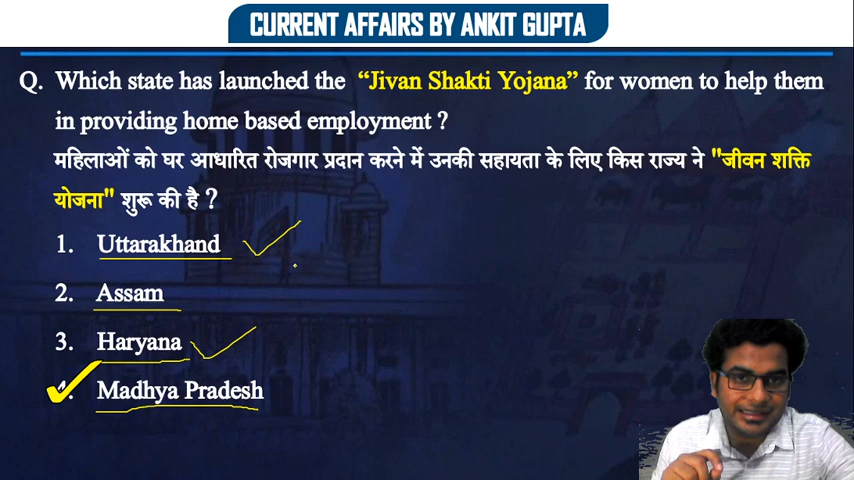 CURRENT AFFAIRS BY ANKIT GUPTA
Q. Which state has launched the “Jivan Shakti Yojana” for women to help them
in providing home based employment ?
महिलाओं को घर आधारित रोजगार प्रदान करने में उनकी सहायता के लिए किस राज्य ने "जीवन शक्ति
योजना" शुरू की है ?
1. Uttarakhand
2. Assam
3. Haryana
4. Madhya Pradesh